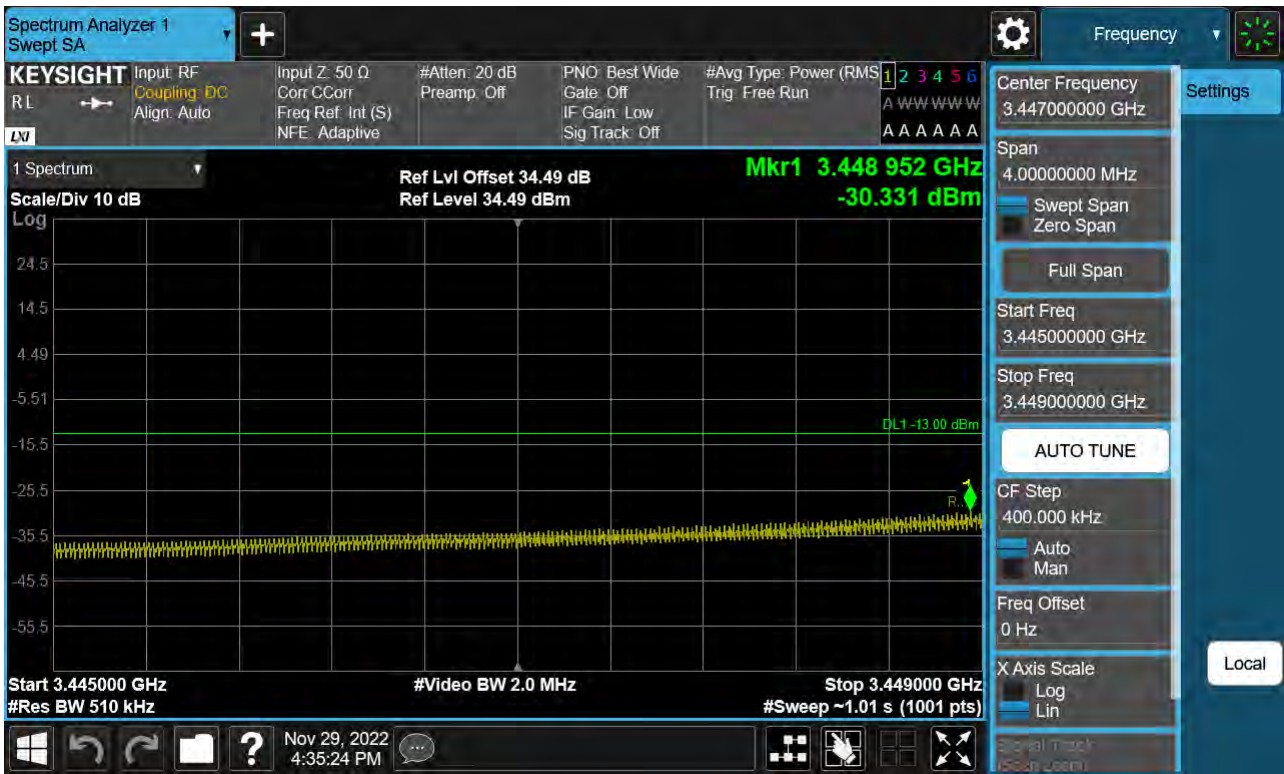 Spectrum Analyzer 1
Swept SA
+
Frequency
KEYSIGHT
RL
LXI
Input: RF
Coupling: DC
Align: Auto
Input Z: 50 Ω
Corr CCorr
Freq Ref: Int (S)
NFE: Adaptive
#Atten: 20 dB
Preamp: Off
PNO: Best Wide
Gate: Off
IF Gain: Low
Sig Track: Off
#Avg Type: Power (RMS
Trig: Free Run
1 2 3 4 5 6
A W W W W W
A A A A A A
1 Spectrum
Scale/Div 10 dB
Log
Ref Lvl Offset 34.49 dB
Ref Level 34.49 dBm
Mkr1 3.448 952 GHz
-30.331 dBm
24.5
14.5
4.49
-5.51
DL1 -13.00 dBm
-15.5
1
-25.5
R...
-35.5
-45.5
-55.5
Start 3.445000 GHz
#Res BW 510 kHz
#Video BW 2.0 MHz
Stop 3.449000 GHz
#Sweep ~1.01 s (1001 pts)
Center Frequency
3.447000000 GHz
Span
4.00000000 MHz
Swept Span
Zero Span
Full Span
Start Freq
3.445000000 GHz
Stop Freq
3.449000000 GHz
AUTO TUNE
CF Step
400.000 kHz
Auto
Man
Freq Offset
0 Hz
X Axis Scale
Log
Lin
Signal Track
(Span Zoom)
Settings
Local
?
Nov 29, 2022
4:35:24 PM